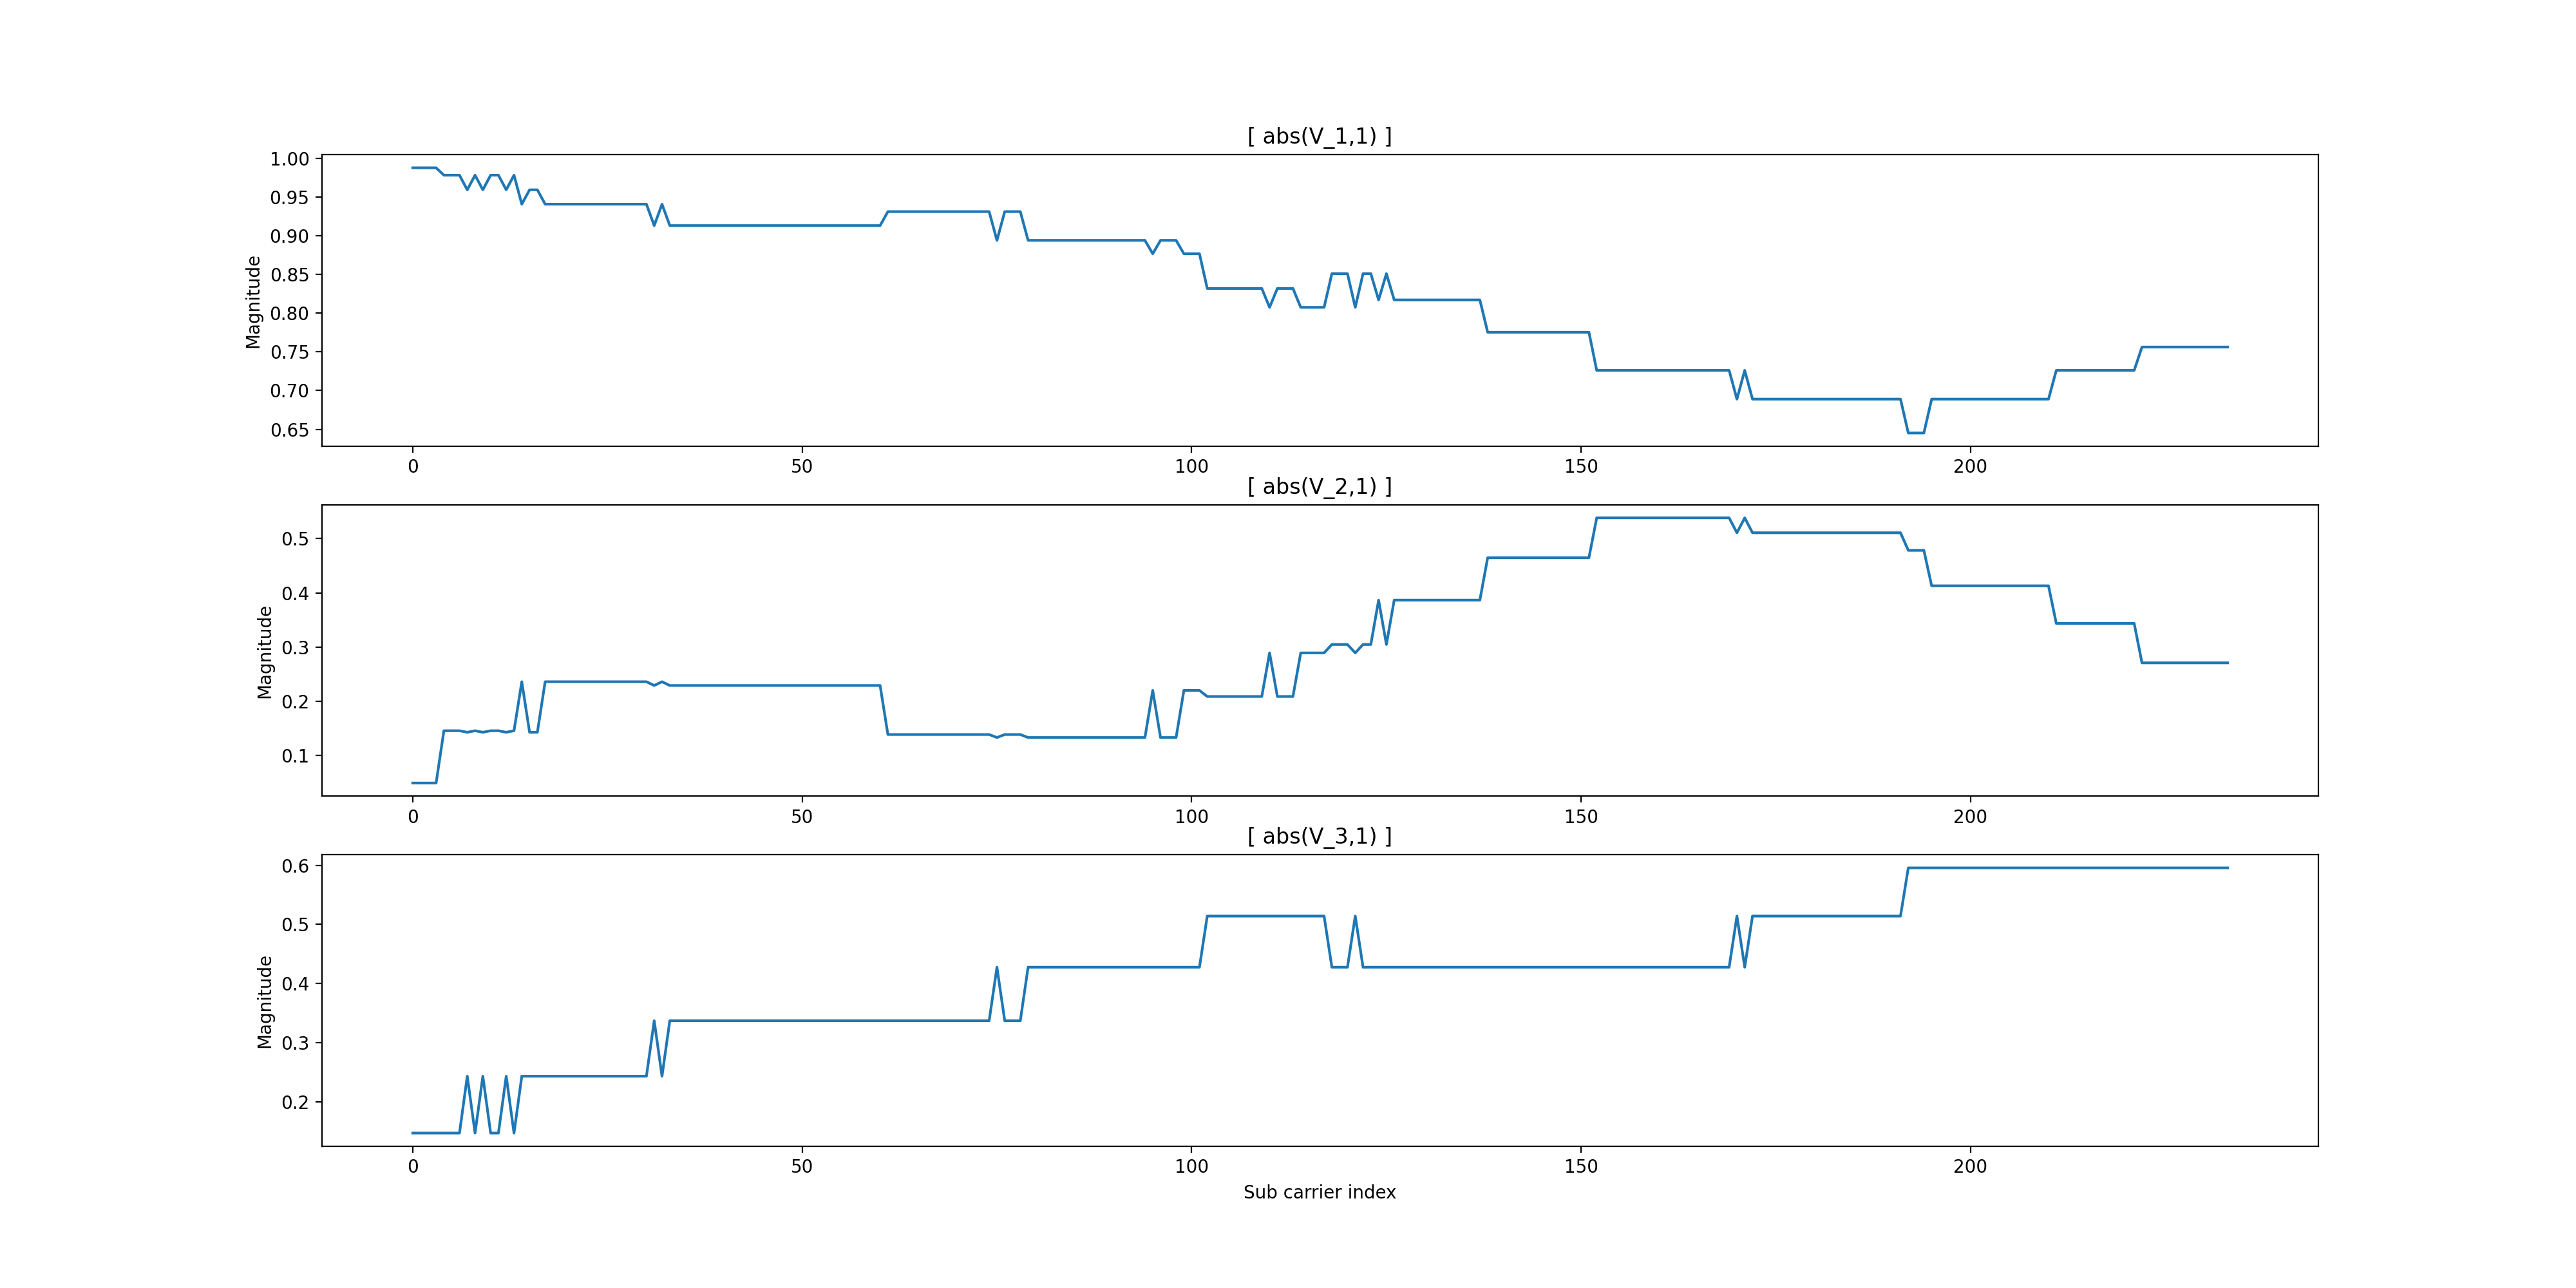 [ abs(V_1,1) ]
Magnitude
1.00
0.95
0.90
0.85
0.80
0.75
0.70
0.65
0 50 100 150 200
[ abs(V_2,1) ]
Magnitude
0.5
0.4
0.3
0.2
0.1
0 50 100 150 200
[ abs(V_3,1) ]
Magnitude
0.6
0.5
0.4
0.3
0.2
0 50 100 150 200
Sub carrier index